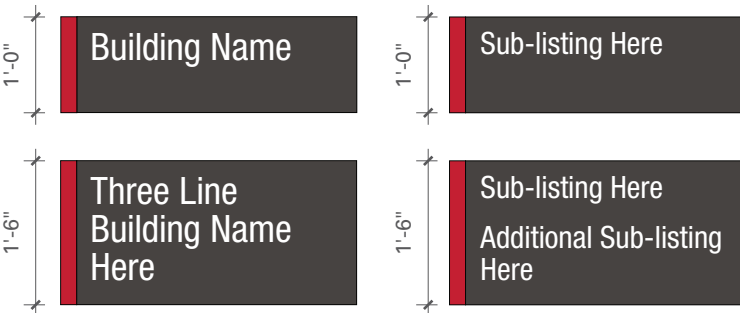 1'-0"
Building Name
1'-0"
Sub-listing Here
1'-6"
Three Line
Building Name
Here
1'-6"
Sub-listing Here
Additional Sub-listing
Here